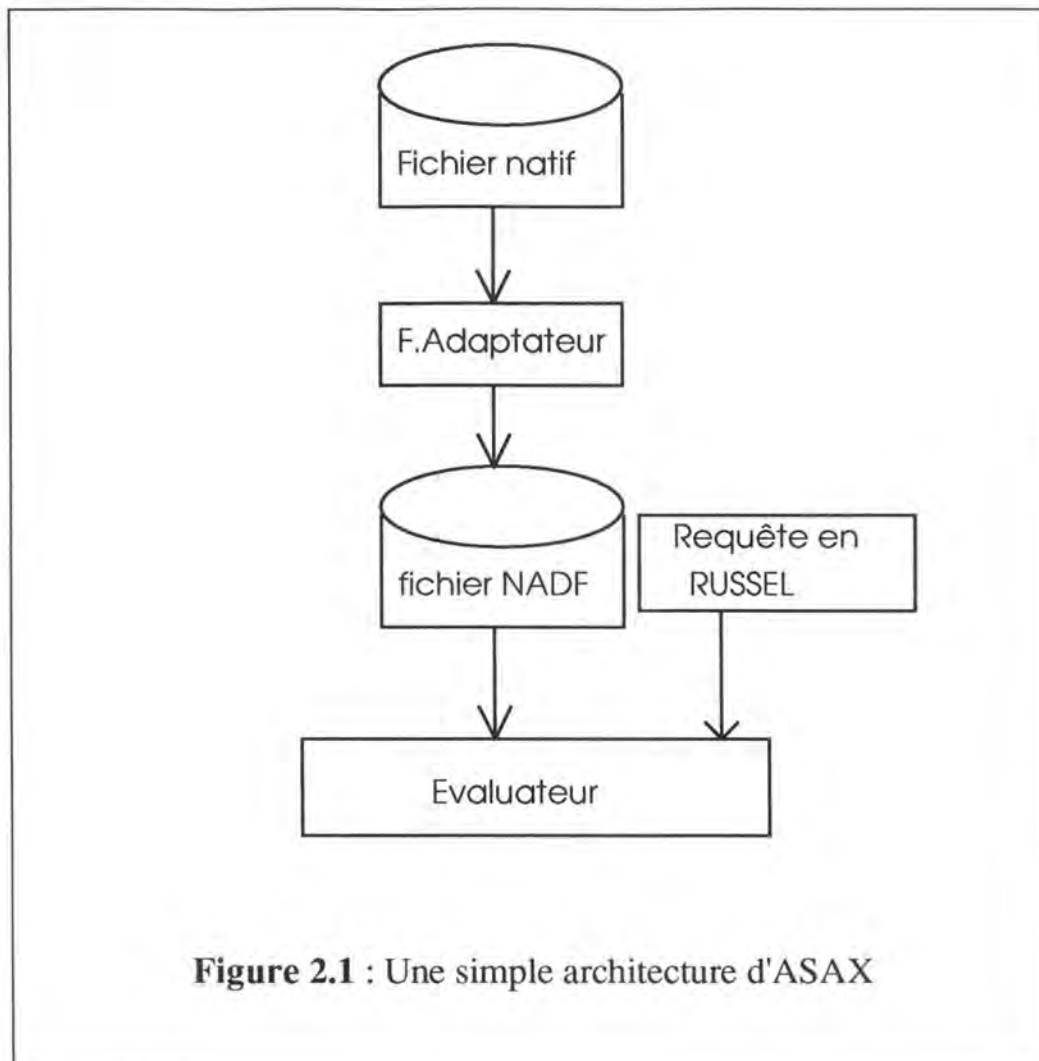 Fichier natif
F.Adaptateur
fichier NADF
Requête en
RUSSEL
Evaluateur
Figure 2.1 : Une simple architecture d'ASAX